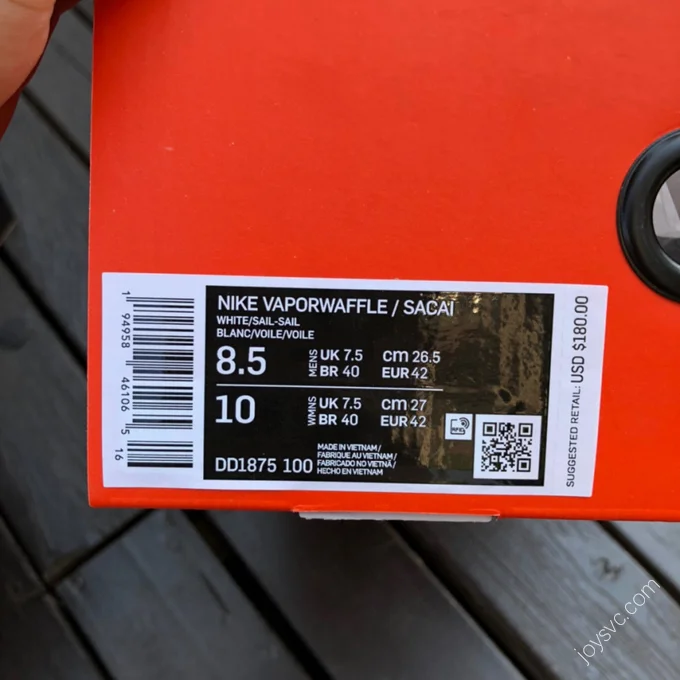 NIKE VAPORWAFFLE / SACAI
WHITE/SAIL-SAIL
BLANC/VOILE/VOILE
8.5 MENS UK 7.5 cm 26.5
BR 40 EUR 42
10 WMNS UK 7.5 cm 27
BR 40 EUR 42
DD1875 100
MADE IN VIETNAM /
FABRIQUE AU VIETNAM /
FABRICADO NO VIETNÃ /
HECHO EN VIETNAM
RFID
1 94958 46106 5 16
SUGGESTED RETAIL: USD $180.00
joysvc.com